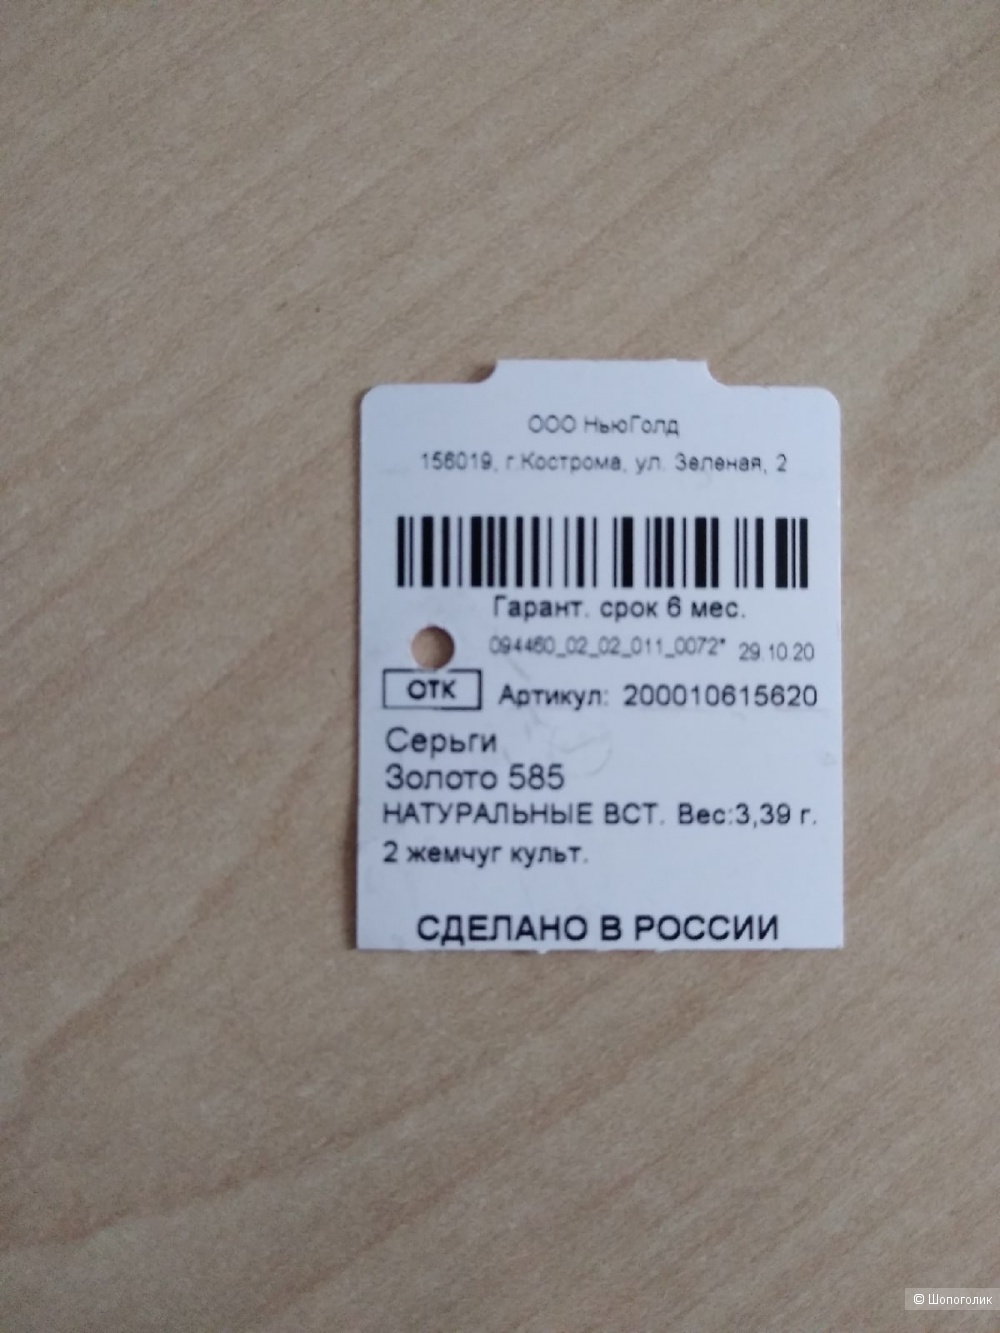 ООО НьюГолд
156019, г.Кострома, ул. Зеленая, 2
Гарант. срок 6 мес.
094460_02_02_011_0072* 29.10.20
ОТК Артикул: 200010615620
Серьги
Золото 585
НАТУРАЛЬНЫЕ ВСТ. Вес:3,39 г.
2 жемчуг культ.
СДЕЛАНО В РОССИИ
© Шопоголик